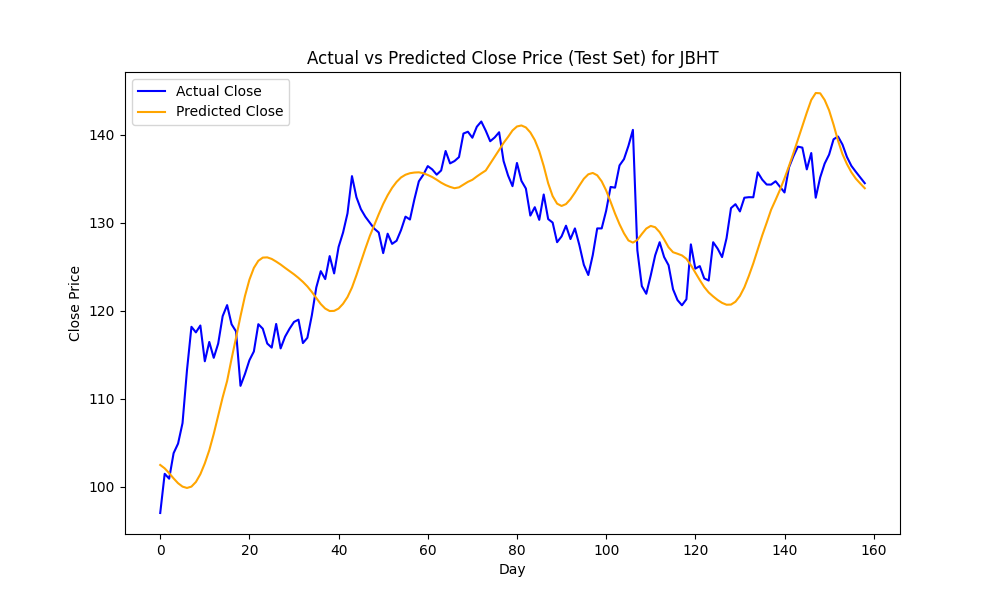 Actual vs Predicted Close Price (Test Set) for JBHT
Actual Close
Predicted Close
Close Price
140
130
120
110
100
0 20 40 60 80 100 120 140 160
Day